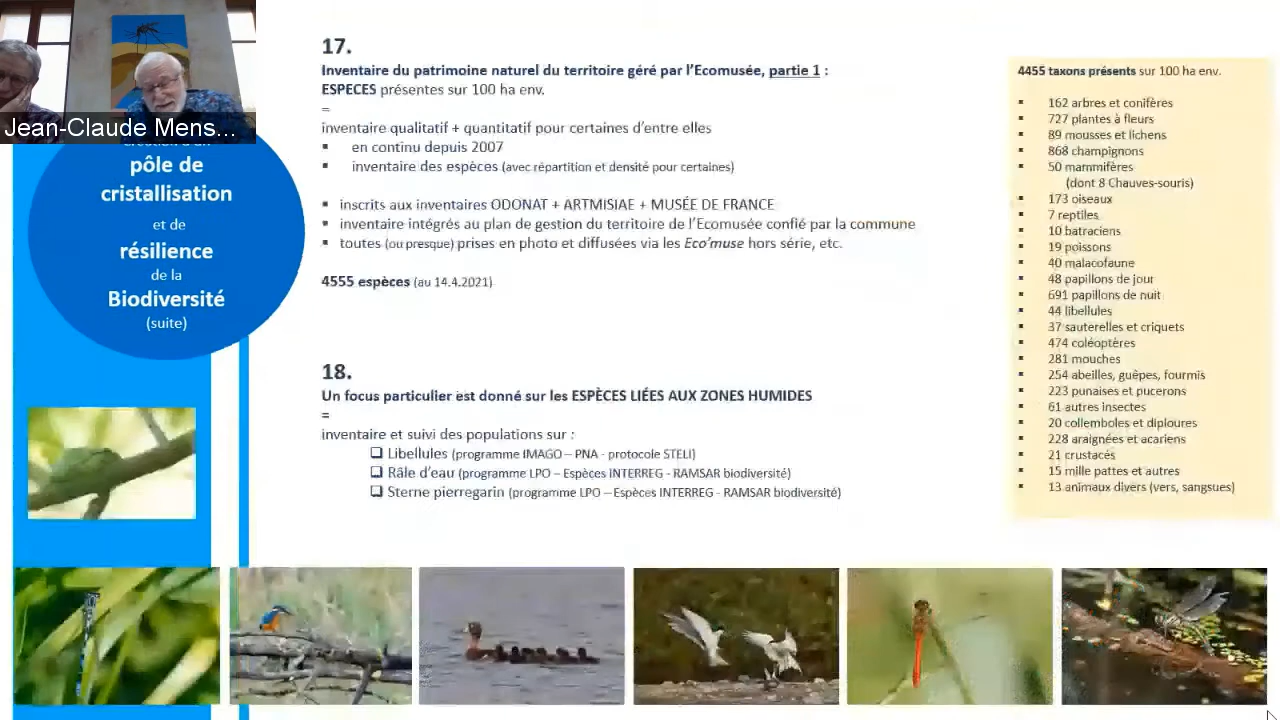 Jean-Claude Mens...
pôle de
cristallisation
et de
résilience
de la
Biodiversité
(suite)
17.
Inventaire du patrimoine naturel du territoire géré par l'Ecomusée, partie 1 :
ESPECES présentes sur 100 ha env.
=
inventaire qualitatif + quantitatif pour certaines d'entre elles
▪ en continu depuis 2007
▪ inventaire des espèces (avec répartition et densité pour certaines)
▪ inscrits aux inventaires ODONAT + ARTMISIAE + MUSÉE DE FRANCE
▪ inventaire intégrés au plan de gestion du territoire de l'Ecomusée confié par la commune
▪ toutes (ou presque) prises en photo et diffusées via les Eco'muse hors série, etc.
4555 espèces (au 14.4.2021)
18.
Un focus particulier est donné sur les ESPÈCES LIÉES AUX ZONES HUMIDES
=
inventaire et suivi des populations sur :
❑ Libellules (programme IMAGO – PNA - protocole STELI)
❑ Râle d'eau (programme LPO – Espèces INTERREG - RAMSAR biodiversité)
❑ Sterne pierregarin (programme LPO – Espèces INTERREG - RAMSAR biodiversité)
4455 taxons présents sur 100 ha env.
▪ 162 arbres et conifères
▪ 727 plantes à fleurs
▪ 89 mousses et lichens
▪ 868 champignons
▪ 50 mammifères
(dont 8 Chauves-souris)
▪ 173 oiseaux
▪ 7 reptiles
▪ 10 batraciens
▪ 19 poissons
▪ 40 malacofaune
▪ 48 papillons de jour
▪ 691 papillons de nuit
▪ 44 libellules
▪ 37 sauterelles et criquets
▪ 474 coléoptères
▪ 281 mouches
▪ 254 abeilles, guêpes, fourmis
▪ 223 punaises et pucerons
▪ 61 autres insectes
▪ 20 collemboles et diploures
▪ 228 araignées et acariens
▪ 21 crustacés
▪ 15 mille pattes et autres
▪ 13 animaux divers (vers, sangsues)